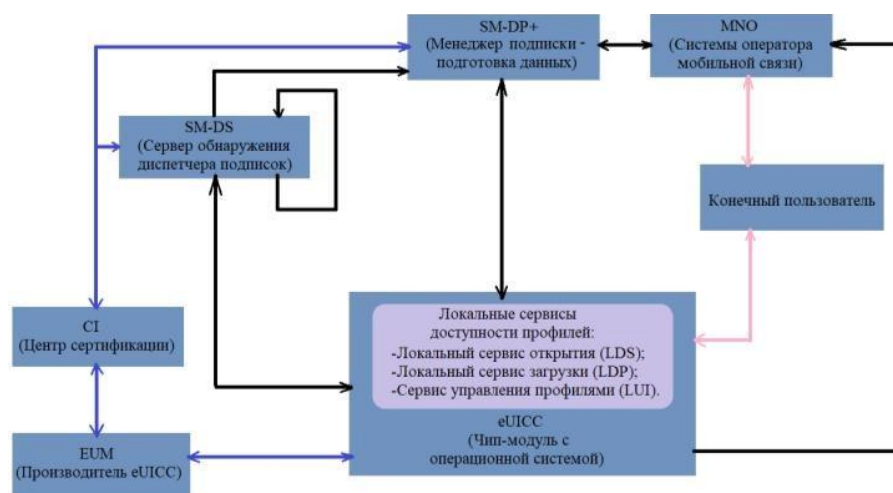 SM-DP+
(Менеджер подписки -
подготовка данных)
MNO
(Системы оператора
мобильной связи)
SM-DS
(Сервер обнаружения
диспетчера подписок)
Конечный пользователь
CI
(Центр сертификации)
Локальные сервисы
доступности профилей:
-Локальный сервис открытия (LDS);
-Локальный сервис загрузки (LDP);
-Сервис управления профилями (LUI).
eUICC
(Чип-модуль с
операционной системой)
EUM
(Производитель eUICC)